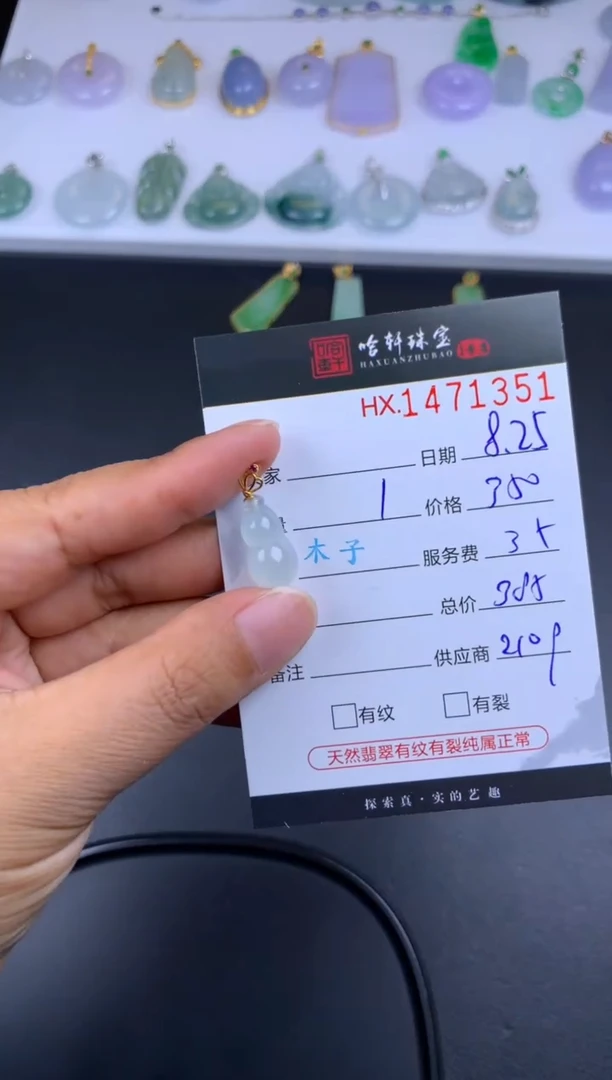 哈轩珠宝
HAXUANZHUBAO
HX.1471351
家 日期 8.25
1 价格 350
木子 服务费 35
总价 385
备注 供应商 2109
有纹 有裂
天然翡翠有纹有裂纯属正常
探索真·实的艺趣